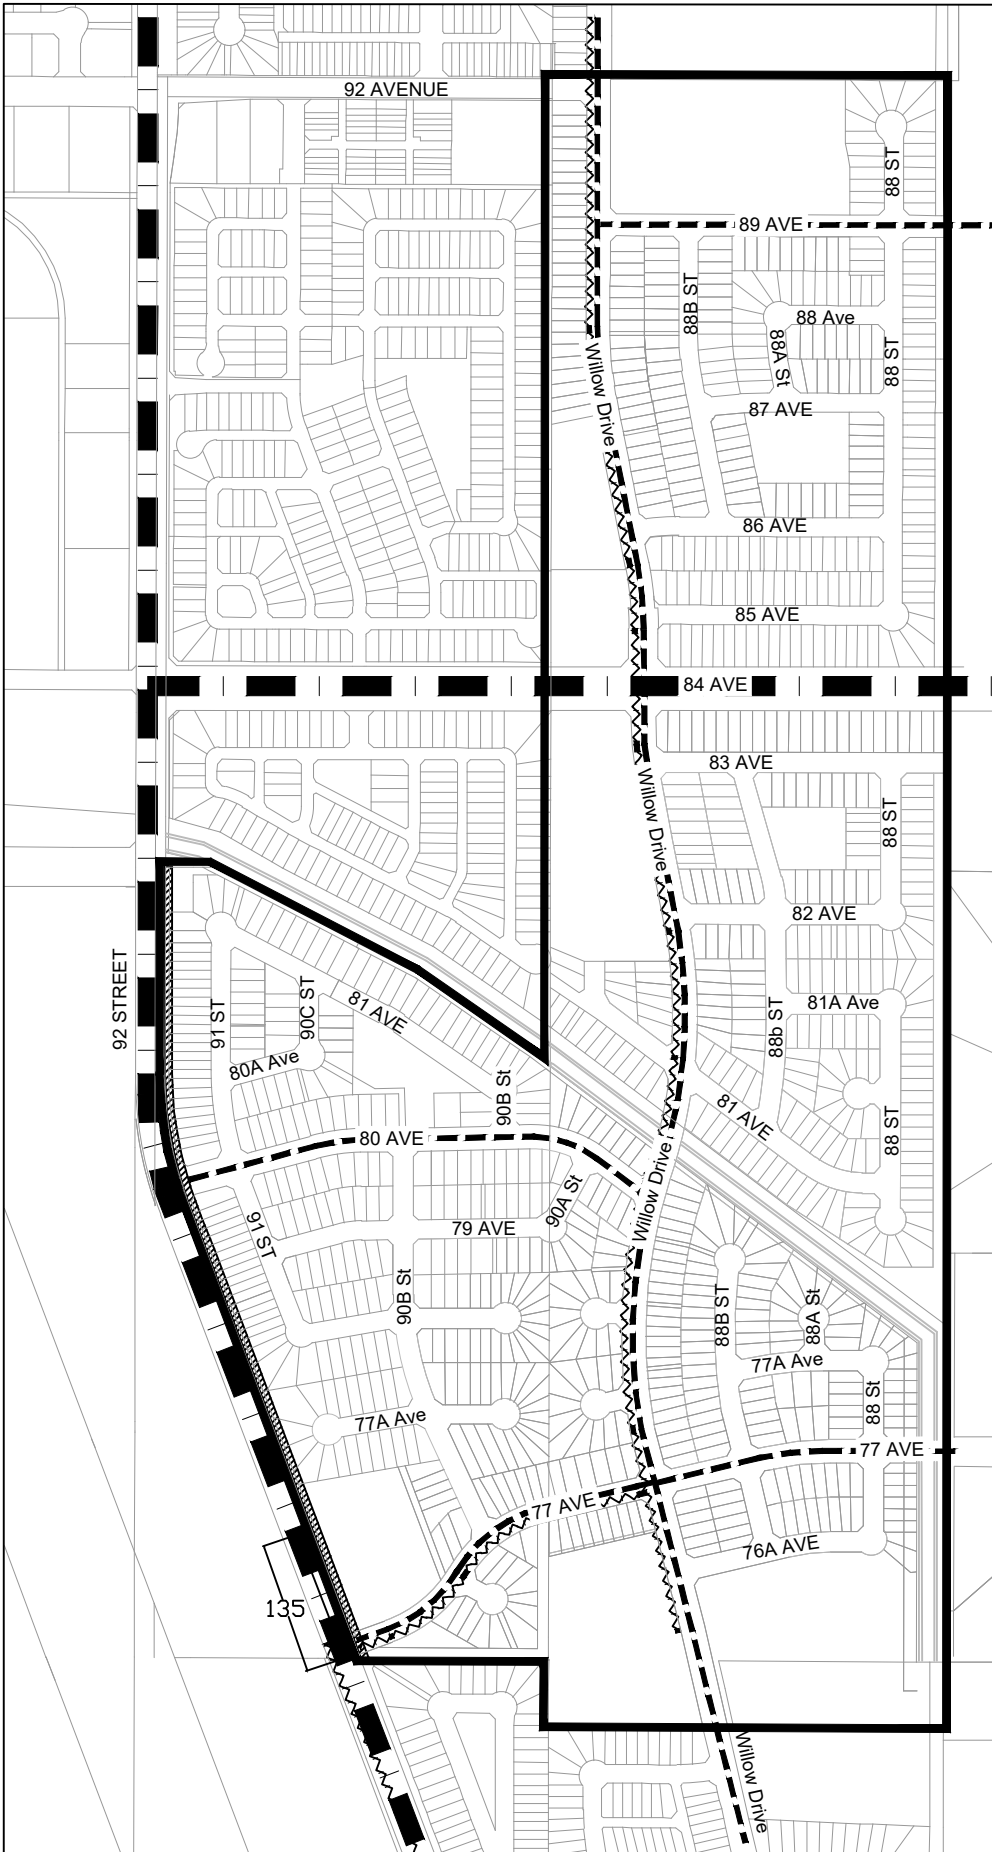 92 AVENUE
88 ST
89 AVE
88B ST
88 Ave
88A St
88 ST
Willow Drive
87 AVE
86 AVE
85 AVE
84 AVE
83 AVE
Willow Drive
88 ST
82 AVE
92 STREET
91 ST
90C ST
81 AVE
81A Ave
88b ST
80A Ave
90B St
81 AVE
88 ST
80 AVE
Willow Drive
90A St
91 ST
79 AVE
90B St
88B ST
88A St
77A Ave
88 St
77A Ave
77 AVE
77 AVE
76A AVE
135
Willow Drive